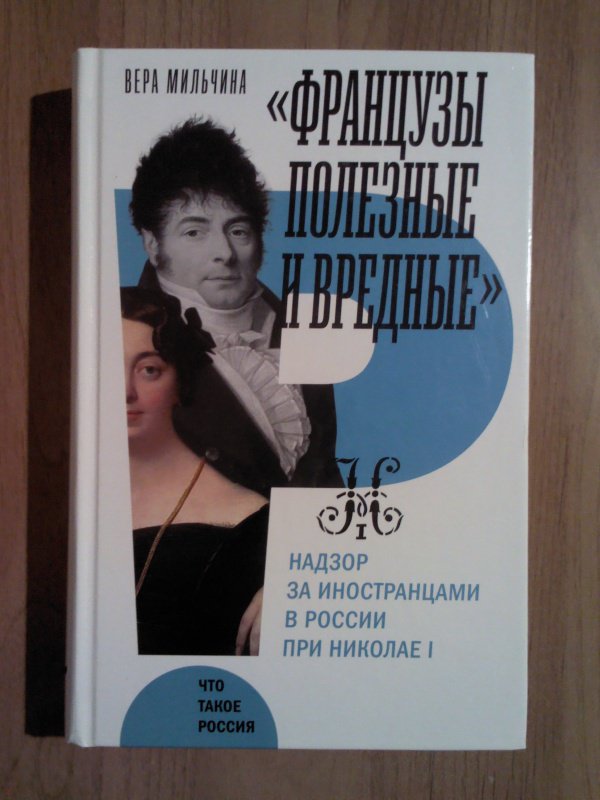 ВЕРА МИЛЬЧИНА
«ФРАНЦУЗЫ
ПОЛЕЗНЫЕ
И ВРЕДНЫЕ»
Н I
НАДЗОР
ЗА ИНОСТРАНЦАМИ
В РОССИИ
ПРИ НИКОЛАЕ I
ЧТО
ТАКОЕ
РОССИЯ